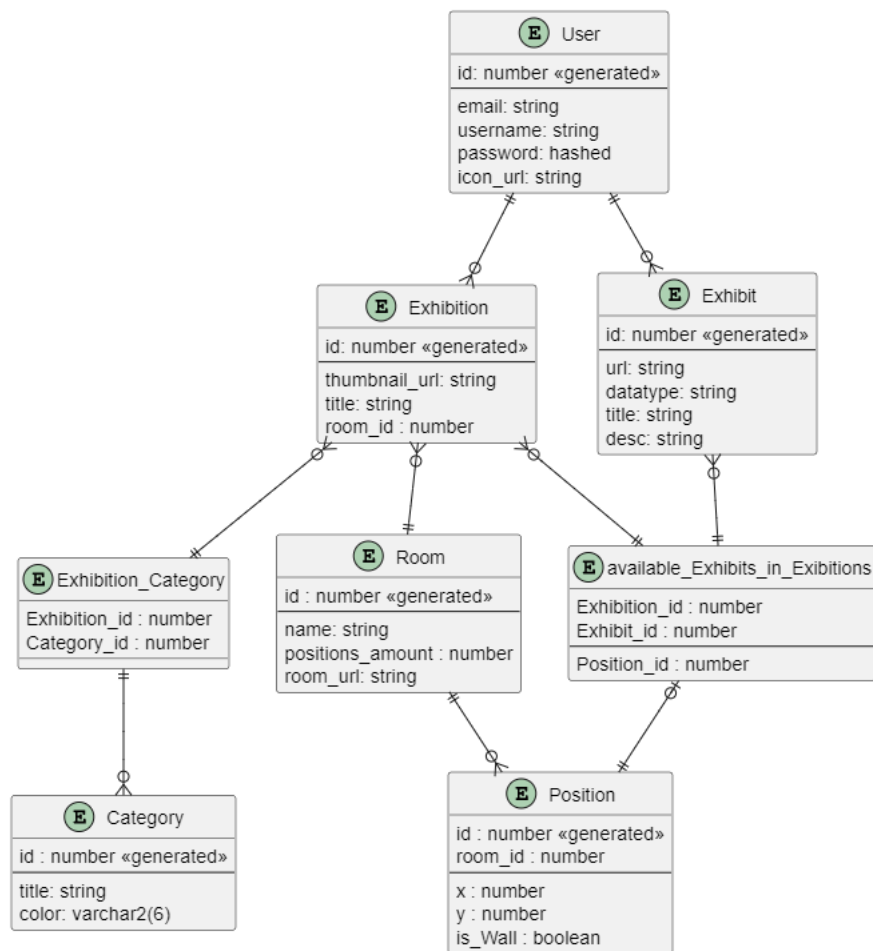 E User
id: number «generated»
email: string
username: string
password: hashed
icon_url: string
E Exhibition
id: number «generated»
thumbnail_url: string
title: string
room_id : number
E Exhibit
id: number «generated»
url: string
datatype: string
title: string
desc: string
E Exhibition_Category
Exhibition_id : number
Category_id : number
E Room
id : number «generated»
name: string
positions_amount : number
room_url: string
E available_Exhibits_in_Exibitions
Exhibition_id : number
Exhibit_id : number
Position_id : number
E Category
id : number «generated»
title: string
color: varchar2(6)
E Position
id : number «generated»
room_id : number
x : number
y : number
is_Wall : boolean